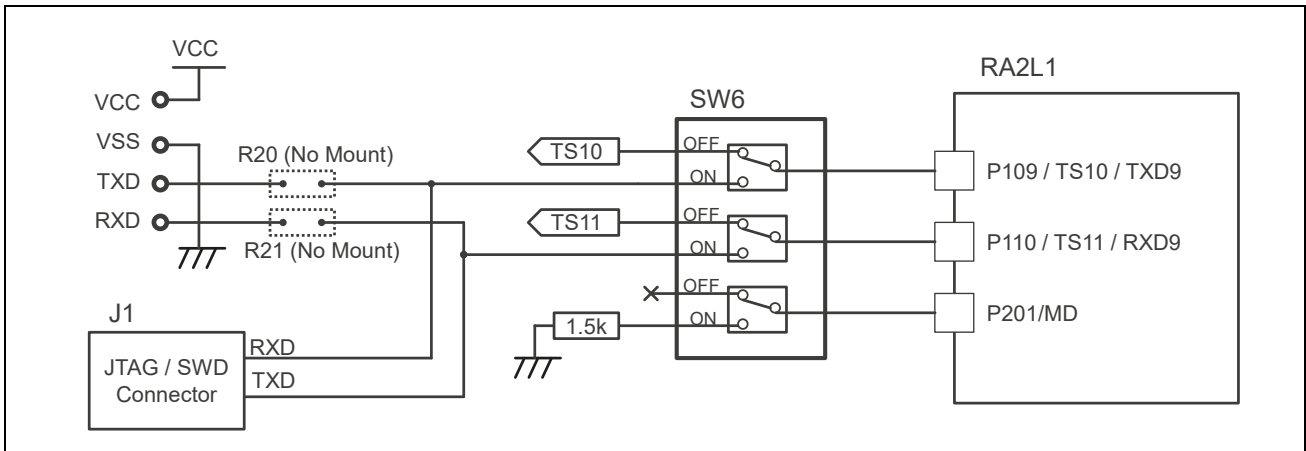 VCC
VCC
VSS
TXD
RXD
R20 (No Mount)
R21 (No Mount)
J1
JTAG / SWD
Connector
RXD
TXD
TS10
TS11
1.5k
SW6
OFF
ON
OFF
ON
OFF
ON
RA2L1
P109 / TS10 / TXD9
P110 / TS11 / RXD9
P201/MD